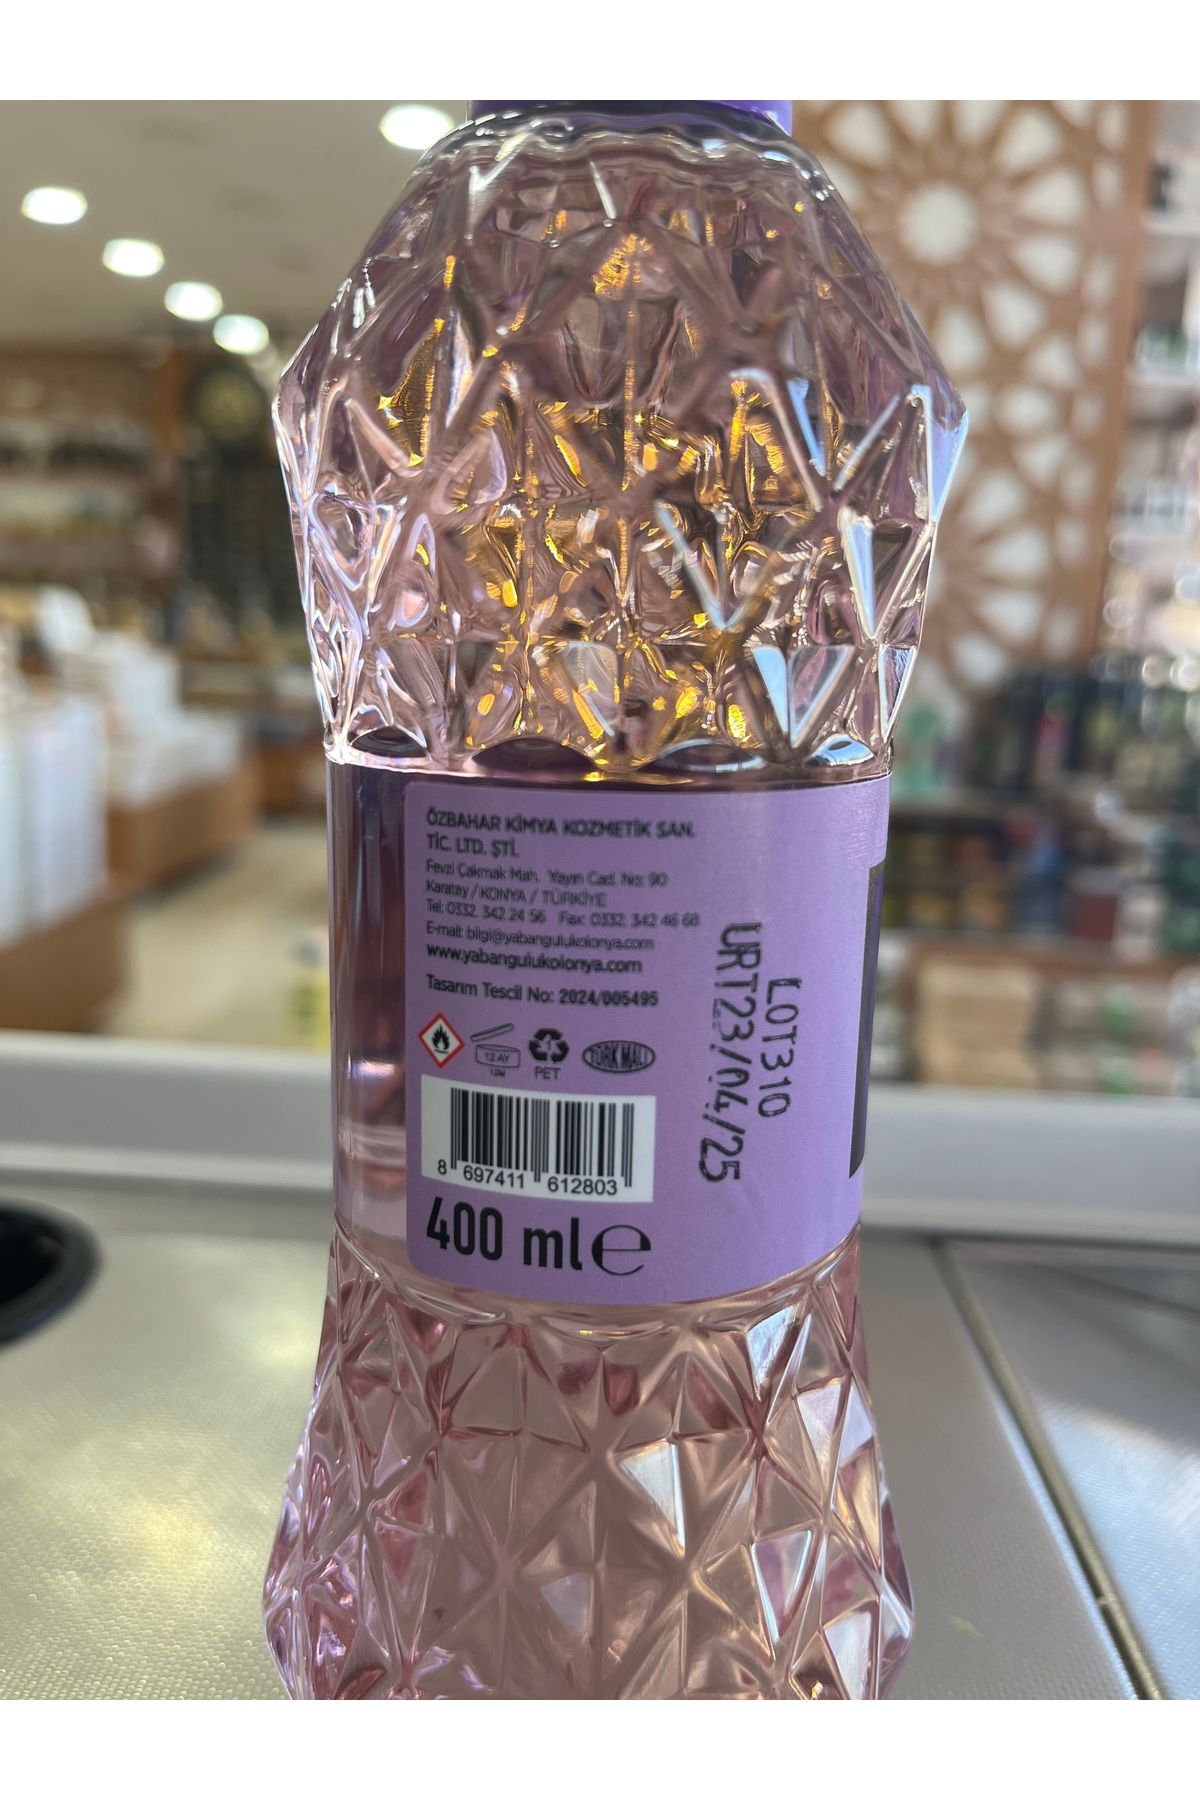 ÖZBAHAR KİMYA KOZMETİK SAN.
TİC. LTD. ŞTİ.
Fevzi Çakmak Mah. Yayın Cad. No: 90
Karatay / KONYA / TÜRKİYE
Tel: 0332. 342 24 56 Fax: 0332. 342 46 68
E-mail: bilgi@yabangulukolonya.com
www.yabangulukolonya.com
Tasarım Tescil No: 2024/005495
12 AY
12M
1
PET
TÜRK MALI
8 697411 612803
400 ml e
LOT310
URT23/04/25